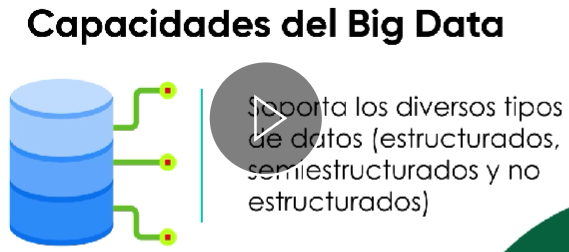 Capacidades del Big Data
Soporta los diversos tipos
de datos (estructurados,
semiestructurados y no
estructurados)